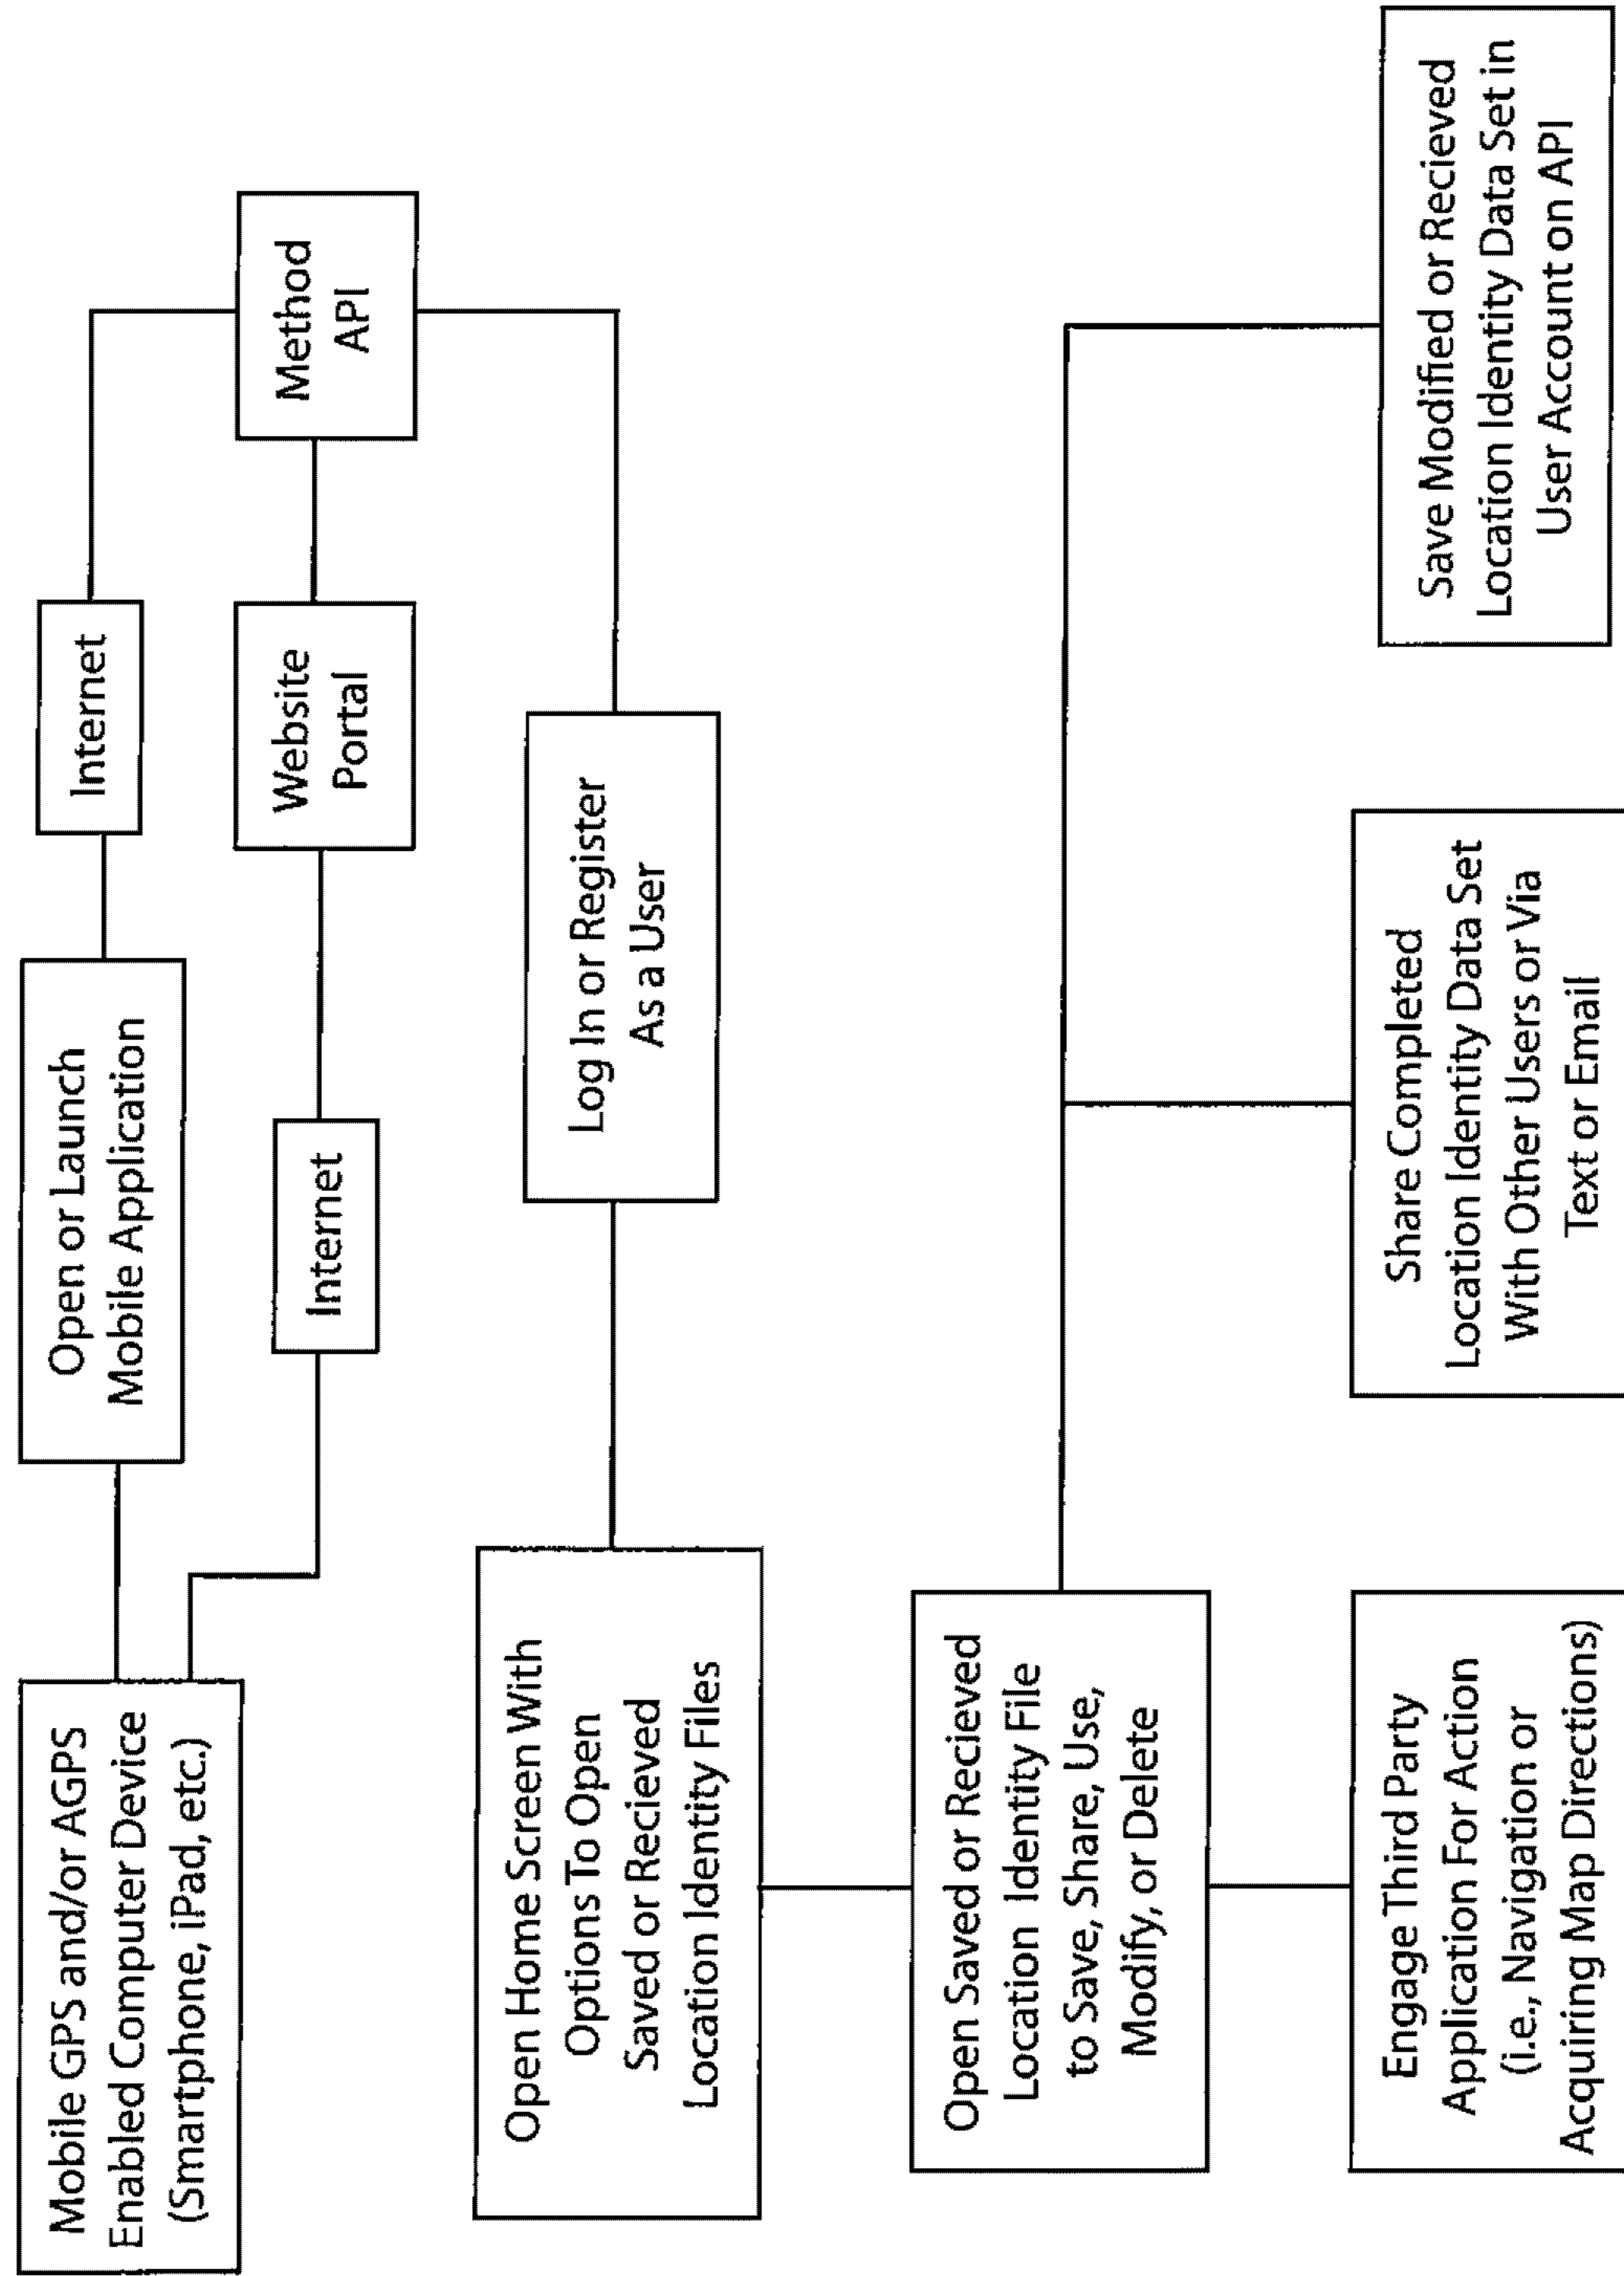 Mobile GPS and/or AGPS
Enabled Computer Device
(Smartphone, iPad, etc.)
Open or Launch
Mobile Application
Internet
Internet
Website
Portal
Method
API
Log In or Register
As a User
Open Home Screen With
Options To Open
Saved or Recieved
Location Identity Files
Open Saved or Recieved
Location Identity File
to Save, Share, Use,
Modify, or Delete
Engage Third Party
Application For Action
(i.e., Navigation or
Acquiring Map Directions)
Share Completed
Location Identity Data Set
With Other Users or Via
Text or Email
Save Modified or Recieved
Location Identity Data Set in
User Account on API